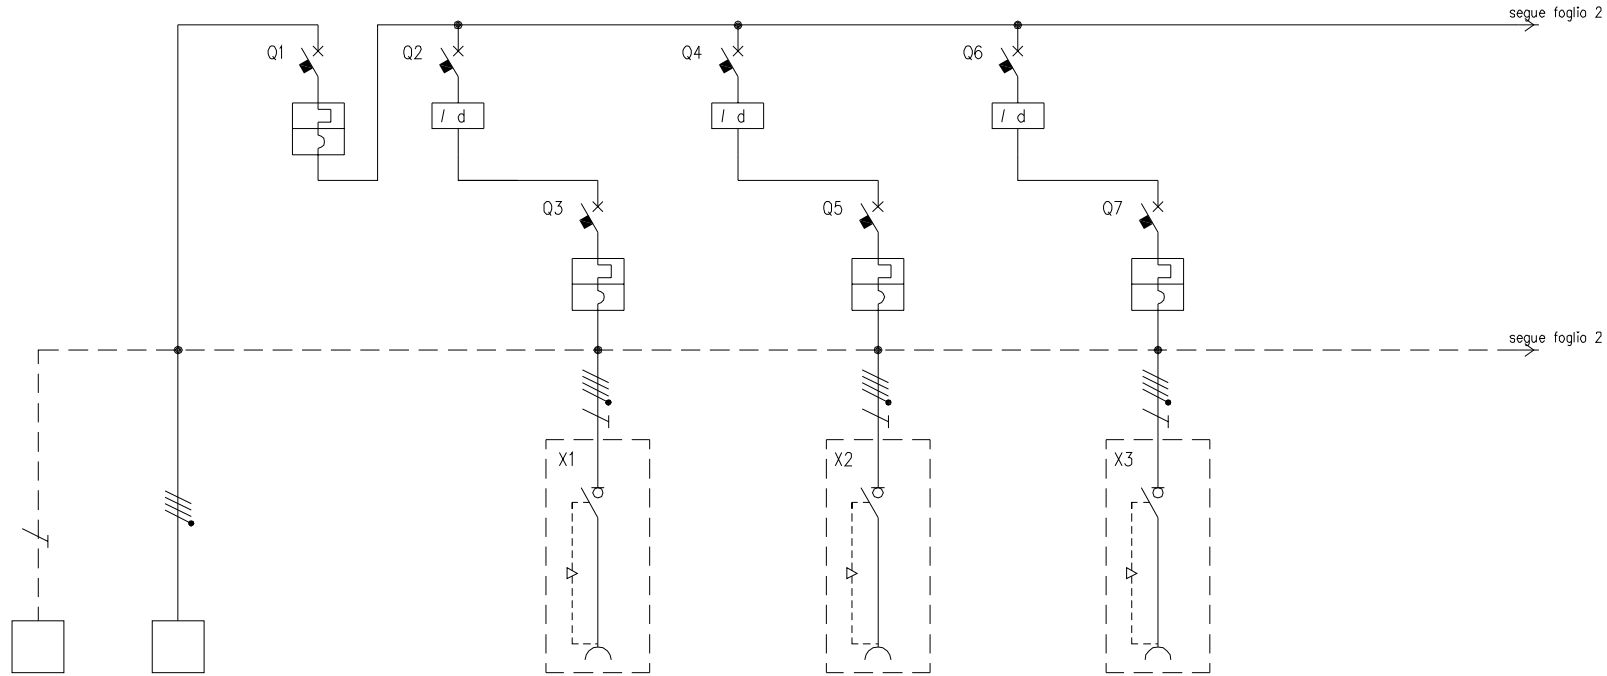 segue foglio 2
Q1
Q2
Q4
Q6
I d
I d
I d
Q3
Q5
Q7
segue foglio 2
X1
X2
X3